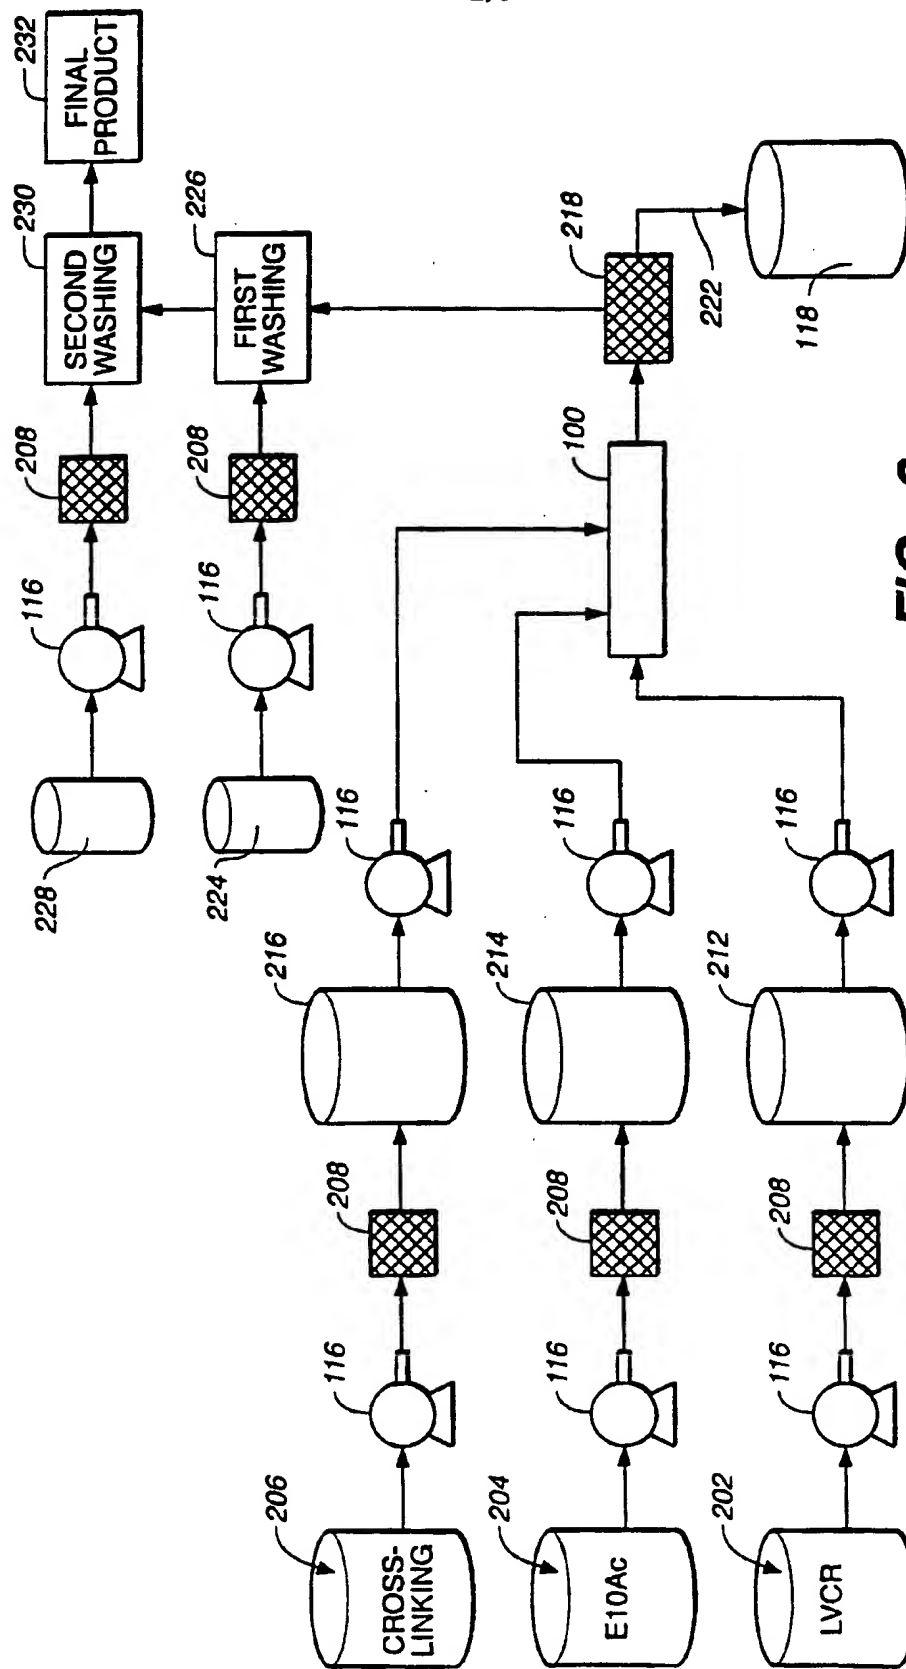 232
FINAL
PRODUCT
230
SECOND
WASHING
208
116
228
226
FIRST
WASHING
208
116
224
218
222
118
100
116
216
208
116
206
CROSS-
LINKING
116
214
208
116
204
E10Ac
116
212
208
116
202
LVCR